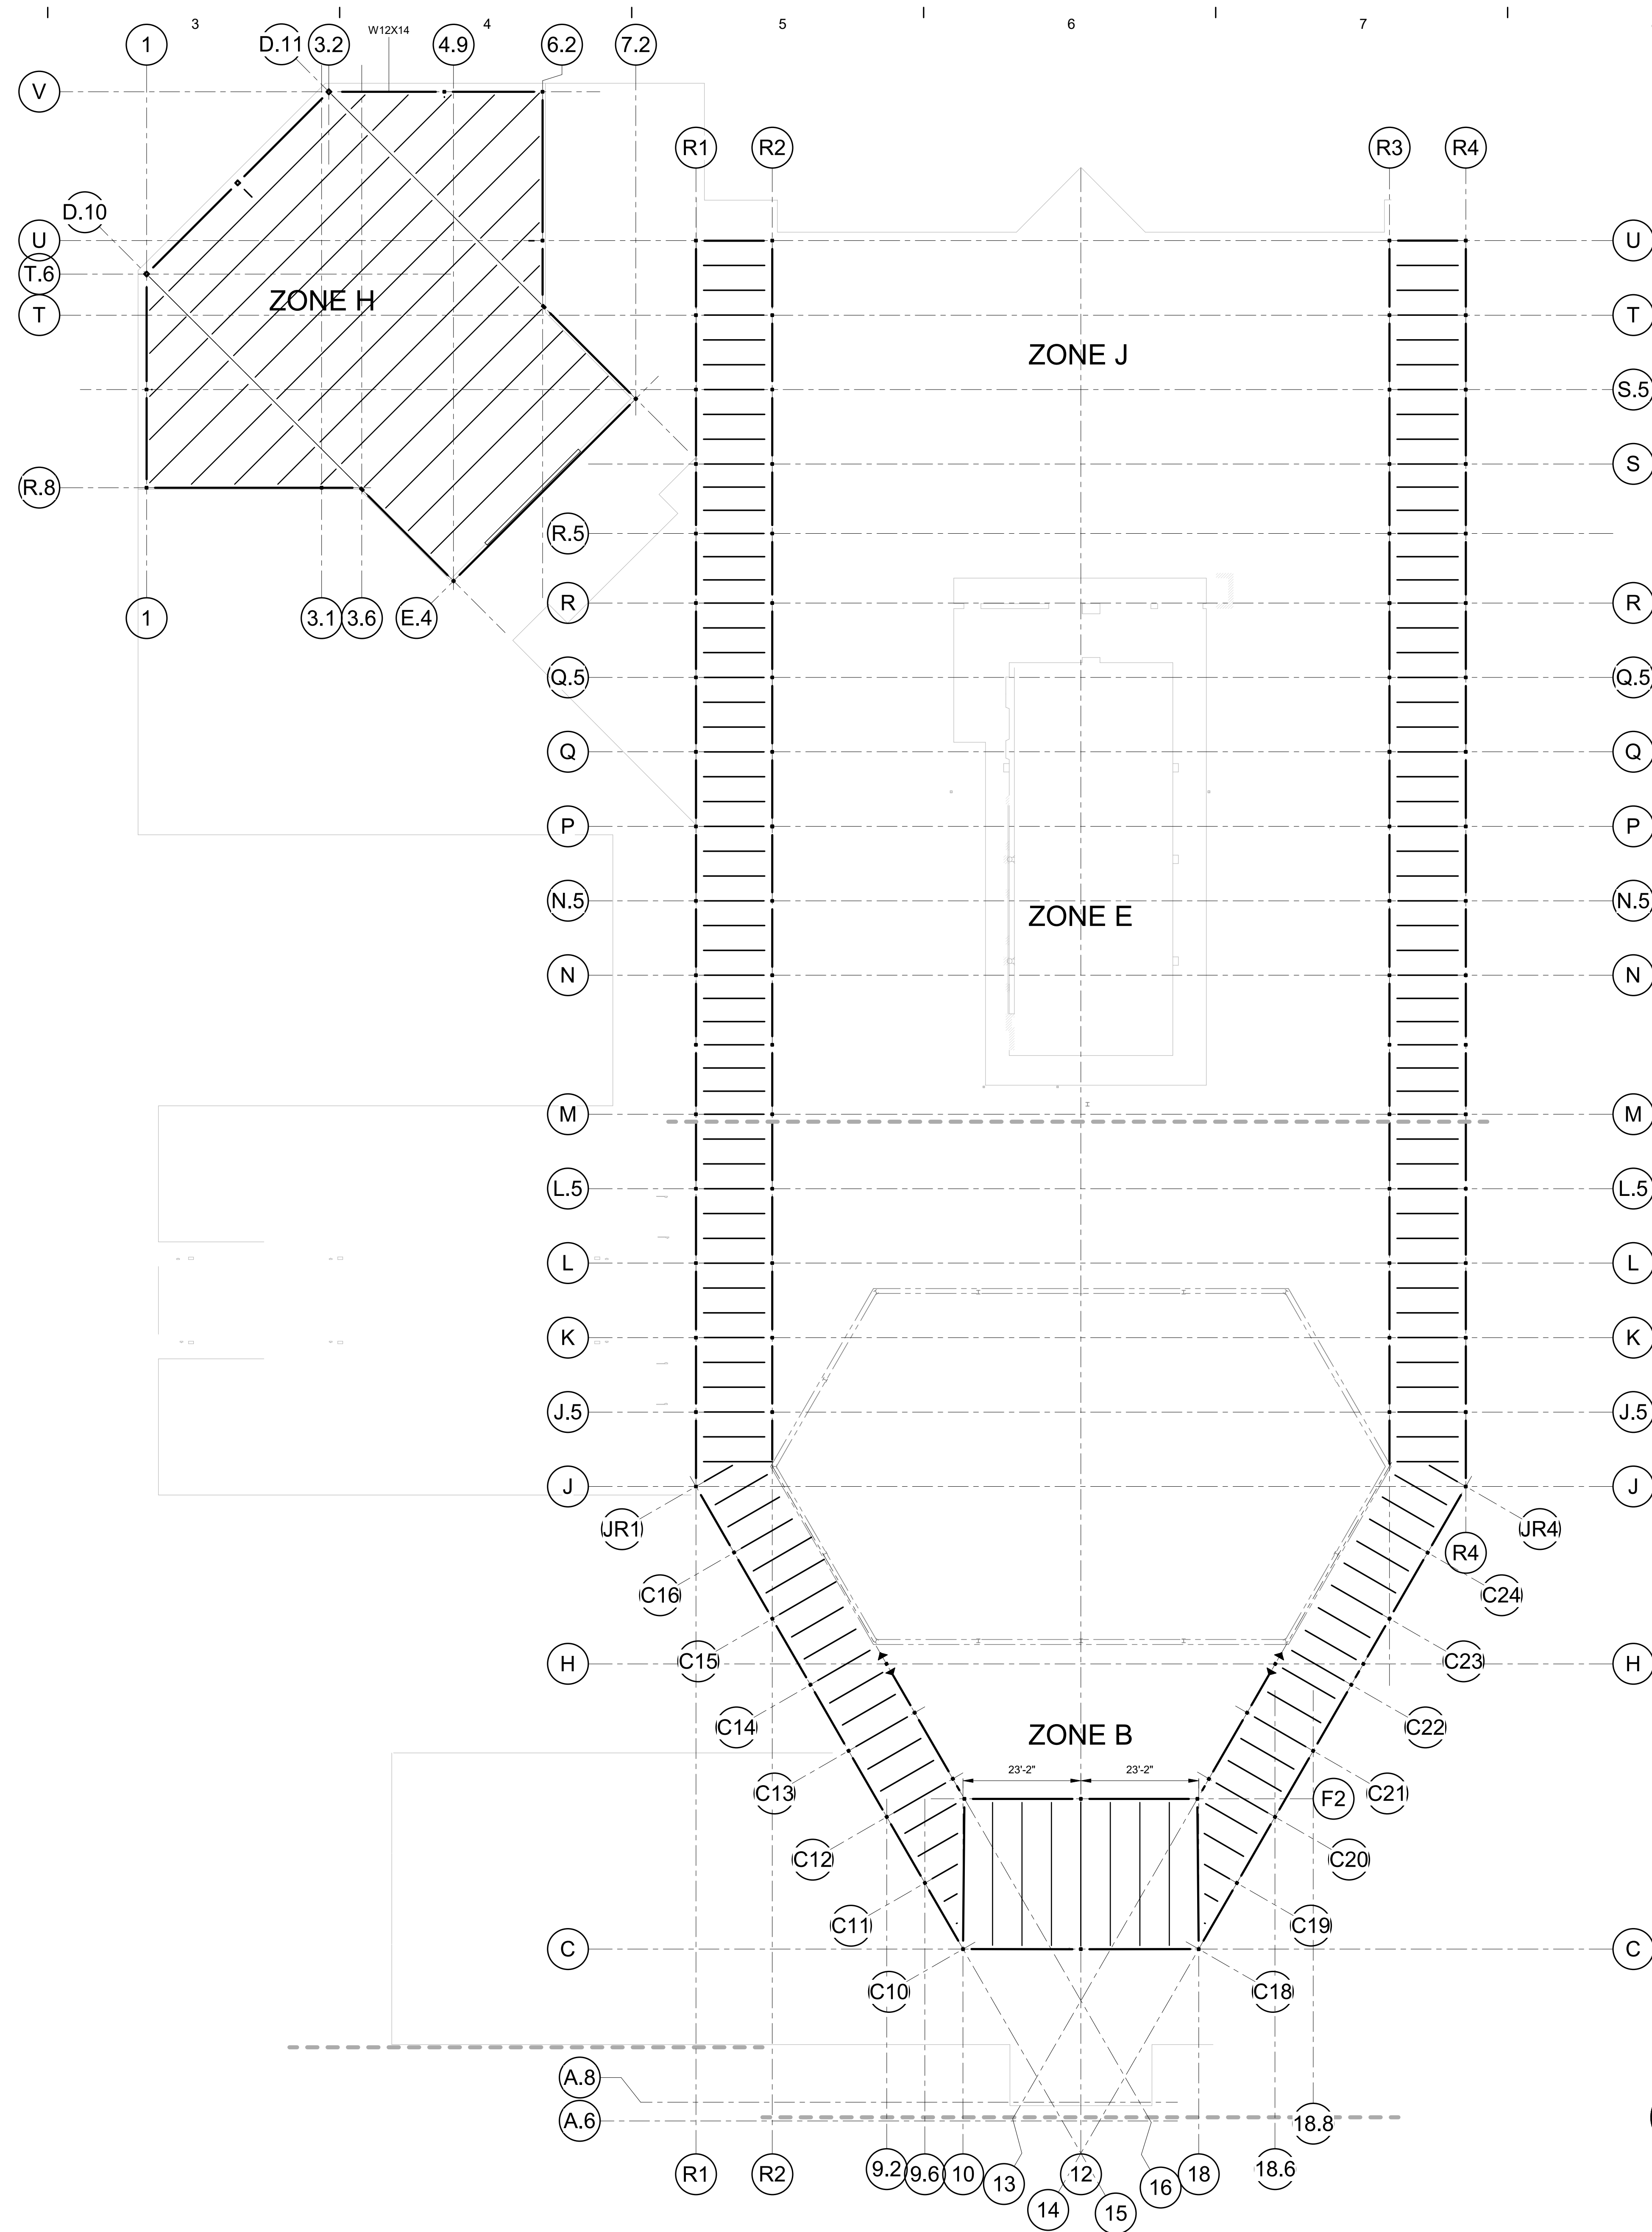 3 4 5 6 7
1 D.11 3.2 W12X14 4.9 6.2 7.2
V
R1 R2 R3 R4
D.10
U U
T.6
ZONE H
T T
ZONE J
S.5
S
R.8
R.5
1 3.1 3.6 E.4 R R
Q.5 Q.5
Q Q
P P
N.5 N.5
ZONE E
N N
M M
L.5 L.5
L L
K K
J.5 J.5
J J
JR1 JR4
R4
C16 C24
C15 H C23 H
C14 C22
ZONE B
23'-2" 23'-2"
C13 F2 C21
C12 C20
C11 C19
C C
C10 C18
A.8
A.6 18.8
R1 R2 9.2 9.6 10 13 12 16 18 18.6
14 15